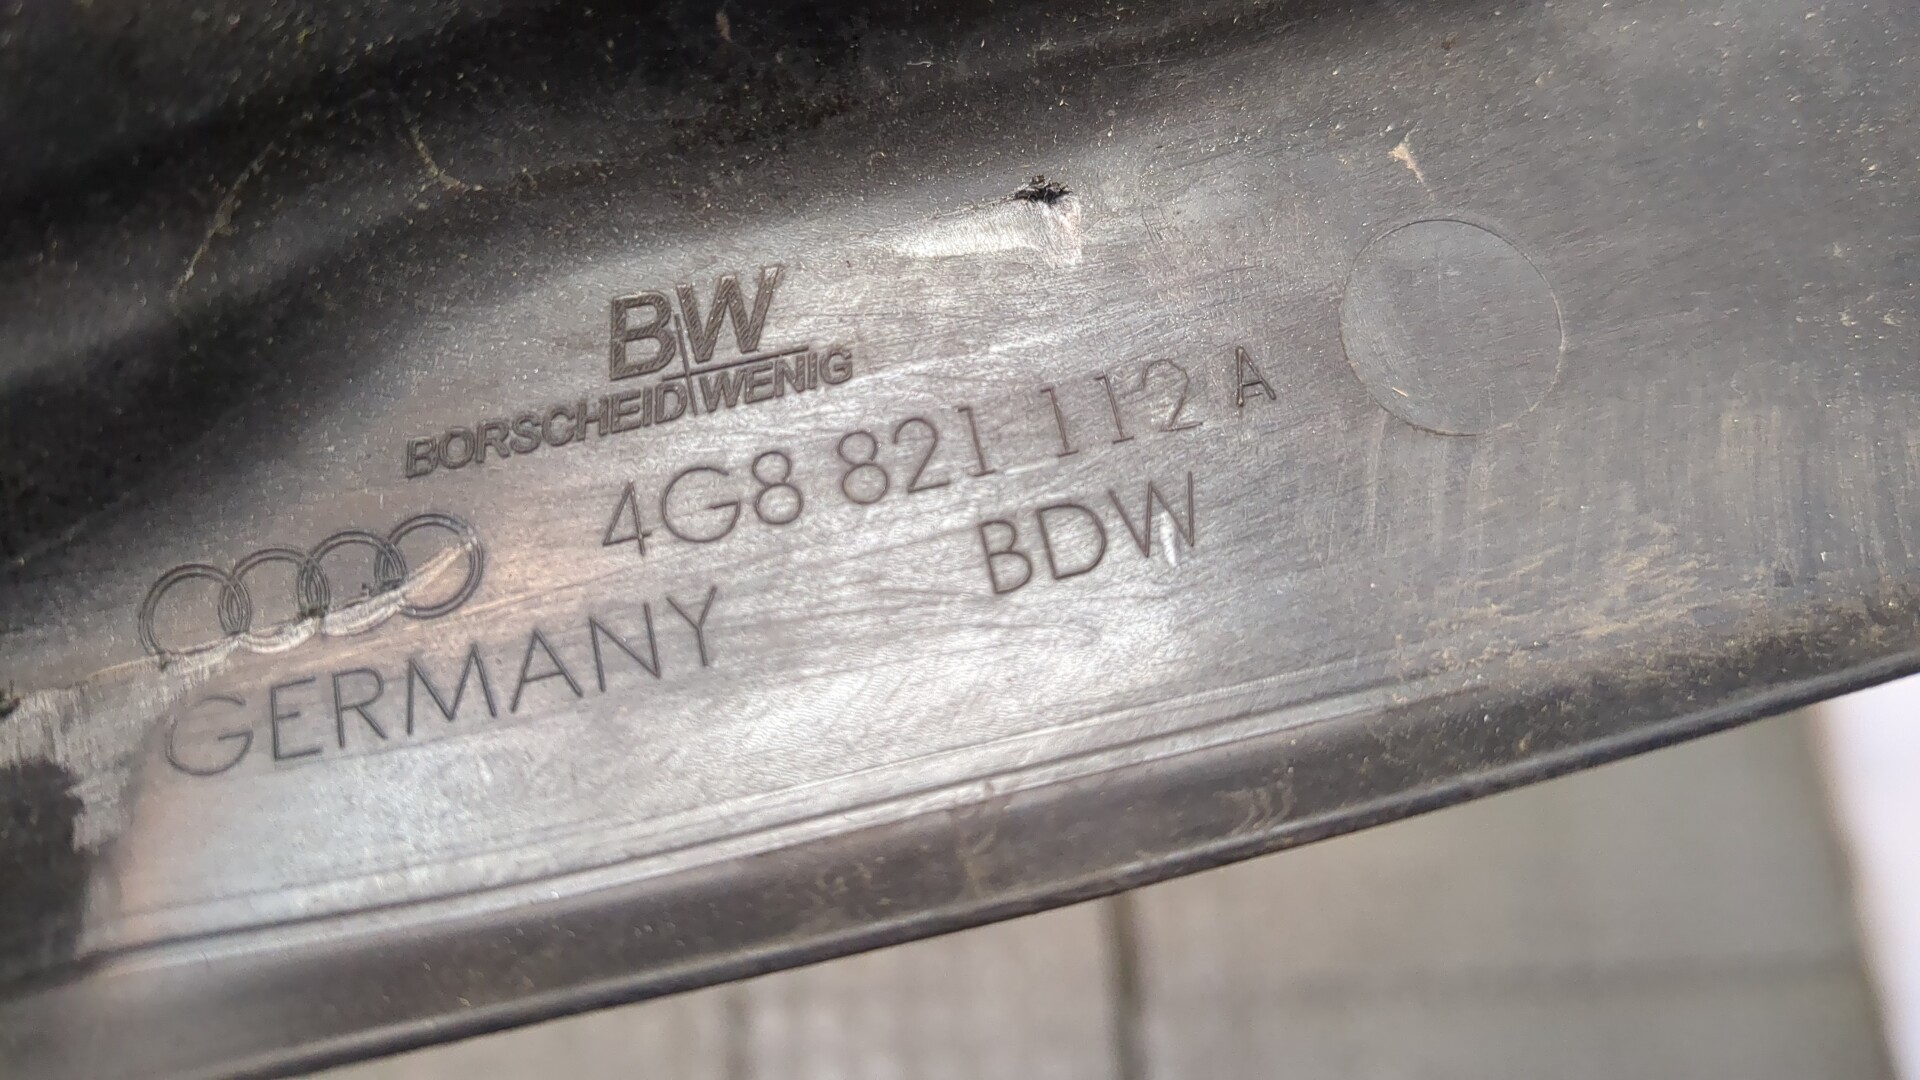 BW
BORSCHEID WENIG
4G8 821 112 A
BDW
GERMANY